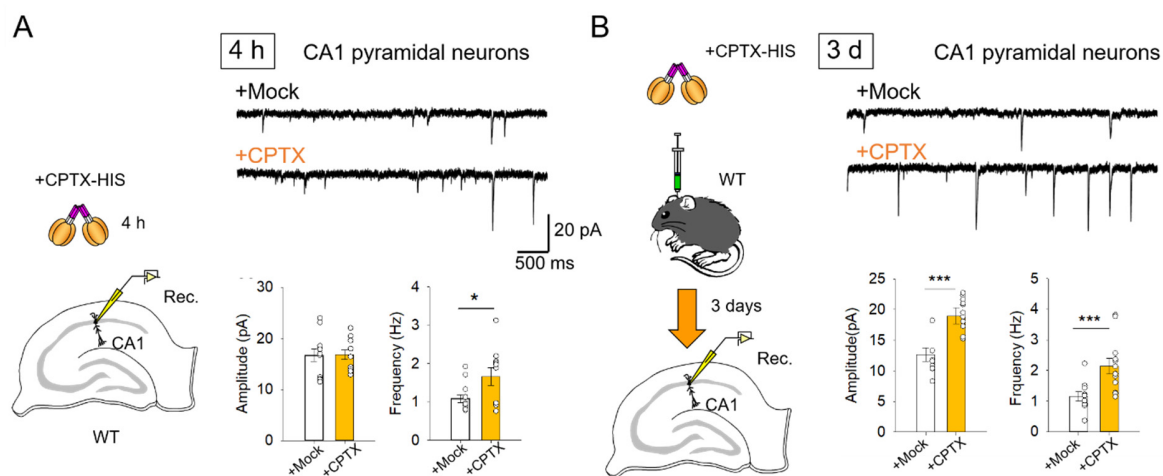 A
4 h
CA1 pyramidal neurons
+Mock
+CPTX
+CPTX-HIS
4 h
20 pA
500 ms
Rec.
CA1
WT
Amplitude (pA)
30
20
10
0
+Mock
+CPTX
Frequency (Hz)
4
3
2
1
0
*
+Mock
+CPTX
B
+CPTX-HIS
3 d
CA1 pyramidal neurons
+Mock
+CPTX
WT
3 days
Rec.
CA1
Amplitude(pA)
25
20
15
10
5
0
***
+Mock
+CPTX
Frquency (Hz)
5
4
3
2
1
0
***
+Mock
+CPTX